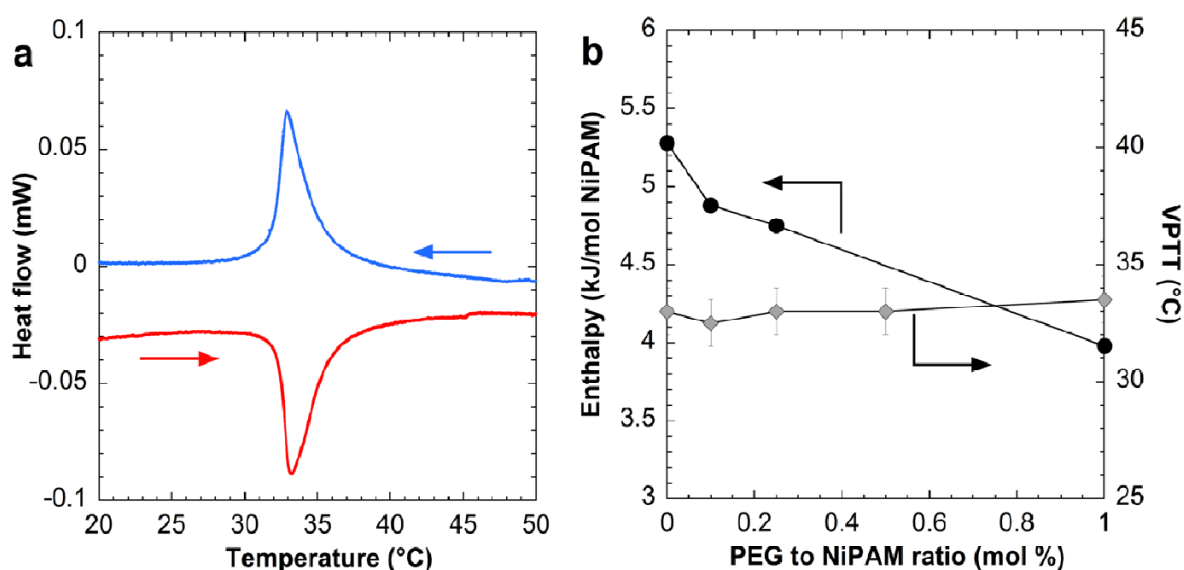 a
0.1
0.05
0
-0.05
-0.1
Heat flow (mW)
20 25 30 35 40 45 50
Temperature (°C)
b
6
5.5
5
4.5
4
3.5
3
Enthalpy (kJ/mol NiPAM)
45
40
35
30
25
VPTT (°C)
0 0.2 0.4 0.6 0.8 1
PEG to NiPAM ratio (mol %)